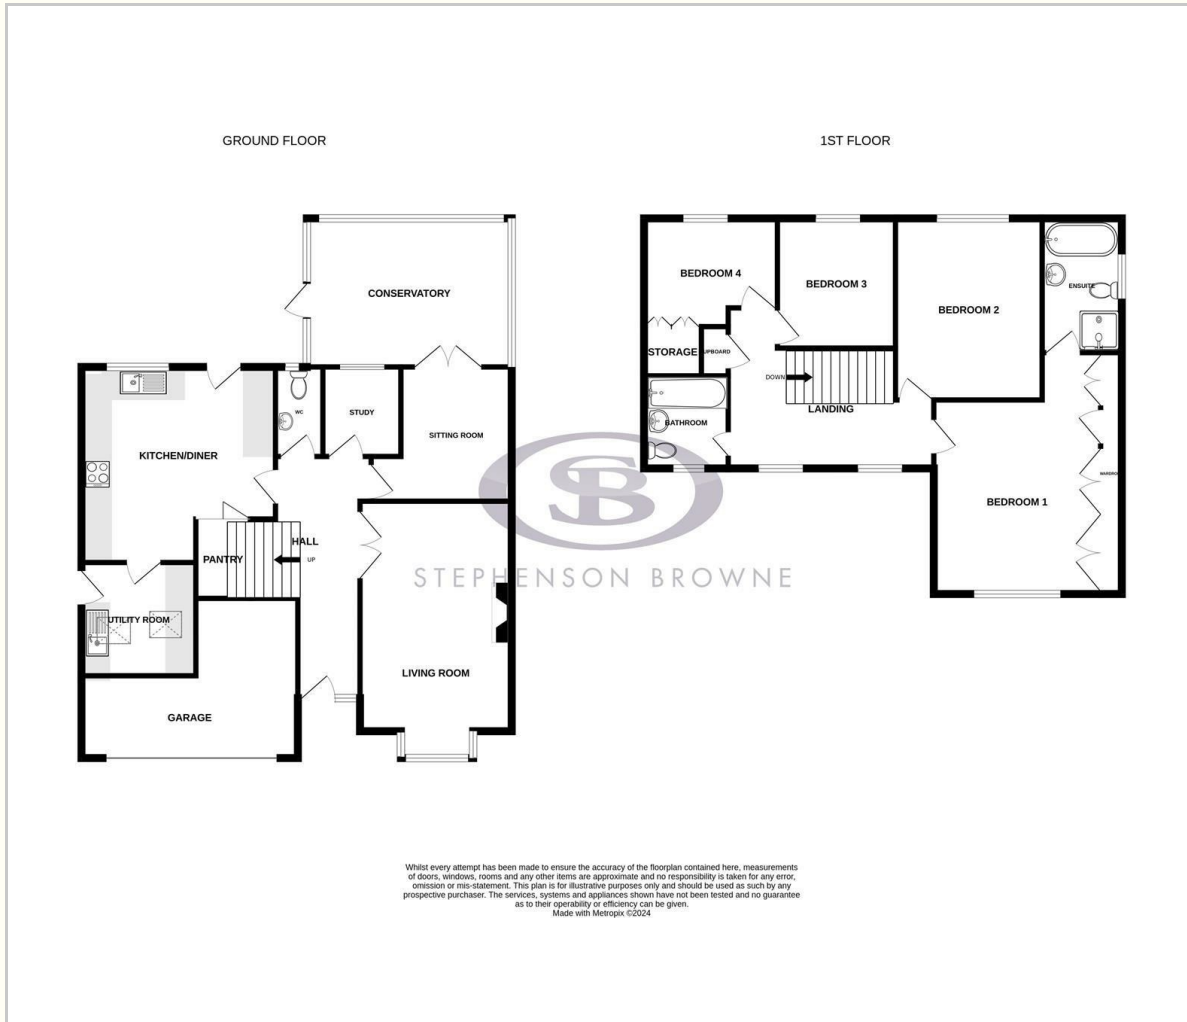 GROUND FLOOR
CONSERVATORY
WC
STUDY
SITTING ROOM
KITCHEN/DINER
HALL
PANTRY
UP
UTILITY ROOM
LIVING ROOM
GARAGE
1ST FLOOR
BEDROOM 4
BEDROOM 3
BEDROOM 2
ENSUITE
STORAGE
UPBOARD
DOWN
LANDING
BATHROOM
BEDROOM 1
WARDRO
SB
STEPHENSON BROWNE
Whilst every attempt has been made to ensure the accuracy of the floorplan contained here, measurements
of doors, windows, rooms and any other items are approximate and no responsibility is taken for any error,
omission or mis-statement. This plan is for illustrative purposes only and should be used as such by any
prospective purchaser. The services, systems and appliances shown have not been tested and no guarantee
as to their operability or efficiency can be given.
Made with Metropix ©2024